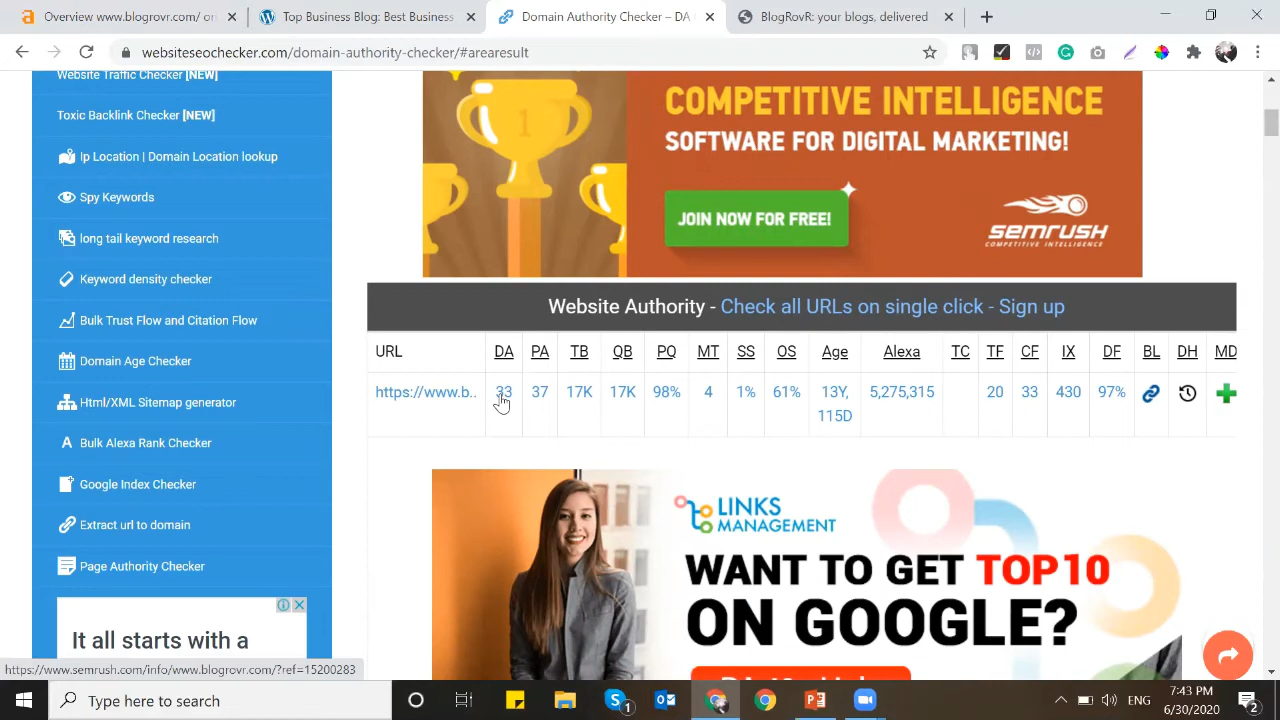 www.blogrovr.com/ on
Top Business Blog: Best Business
Domain Authority Checker – DA
BlogRovR: your blogs, delivered
websiteseochecker.com/domain-authority-checker/#arearesult
Website Traffic Checker [NEW]
Toxic Backlink Checker [NEW]
Ip Location | Domain Location lookup
Spy Keywords
long tail keyword research
Keyword density checker
Bulk Trust Flow and Citation Flow
Domain Age Checker
Html/XML Sitemap generator
Bulk Alexa Rank Checker
Google Index Checker
Extract url to domain
Page Authority Checker
It all starts with a
COMPETITIVE INTELLIGENCE
SOFTWARE FOR DIGITAL MARKETING!
JOIN NOW FOR FREE!
SEMRUSH
COMPETITIVE INTELLIGENCE
Website Authority - Check all URLs on single click - Sign up
URL DA PA TB QB PQ MT SS OS Age Alexa TC TF CF IX DF BL DH MD
https://www.b.. 33 37 17K 17K 98% 4 1% 61% 13Y, 5,275,315 20 33 430 97%
115D
LINKS
MANAGEMENT
WANT TO GET TOP10
ON GOOGLE?
https://www.semrush.com/info/www.blogrovr.com/?ref=15200283
Type here to search
1
ENG
7:43 PM
6/30/2020
2